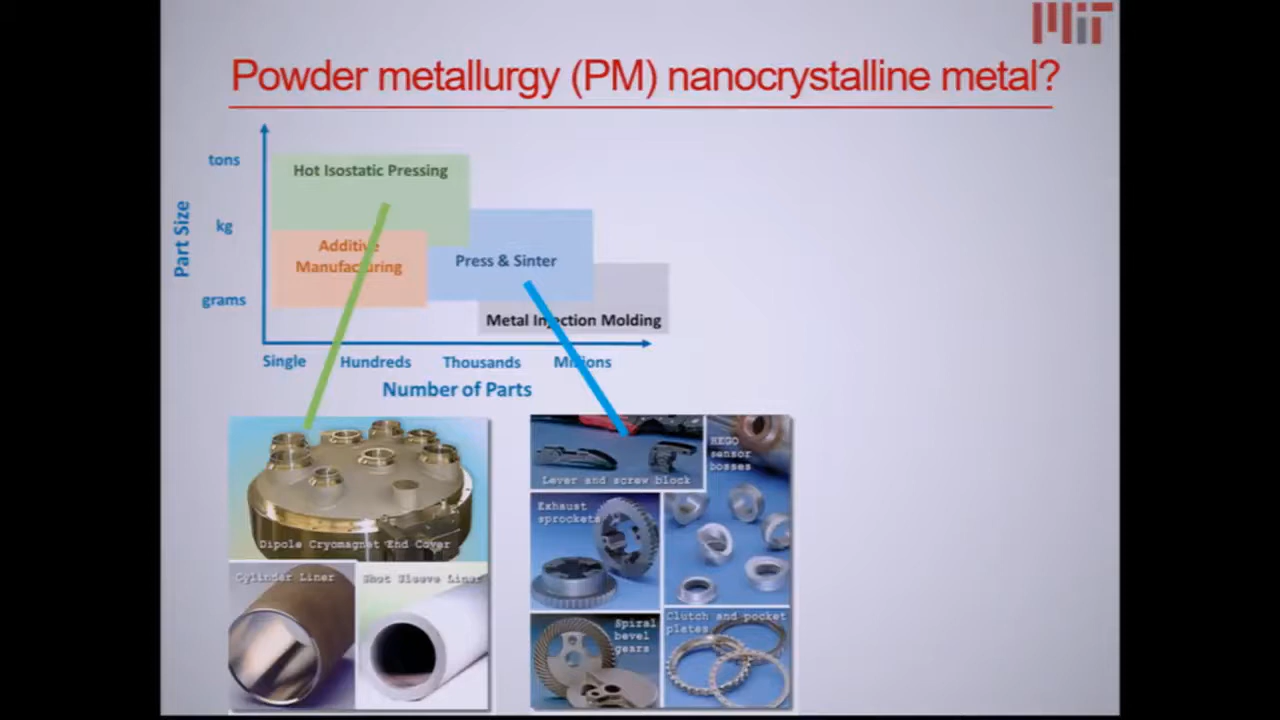 MIT
Powder metallurgy (PM) nanocrystalline metal?
tons
kg
grams
Part Size
Hot Isostatic Pressing
Additive
Manufacturing
Press & Sinter
Metal Injection Molding
Single
Hundreds
Thousands
Millions
Number of Parts
Dipole Cryomagnet End Cover
Cylinder Liner
Shot Sleeve Liner
Lever and screw block
HEGO
sensor
bosses
Exhaust
sprockets
Spiral
bevel
gears
Clutch and pocket
plates